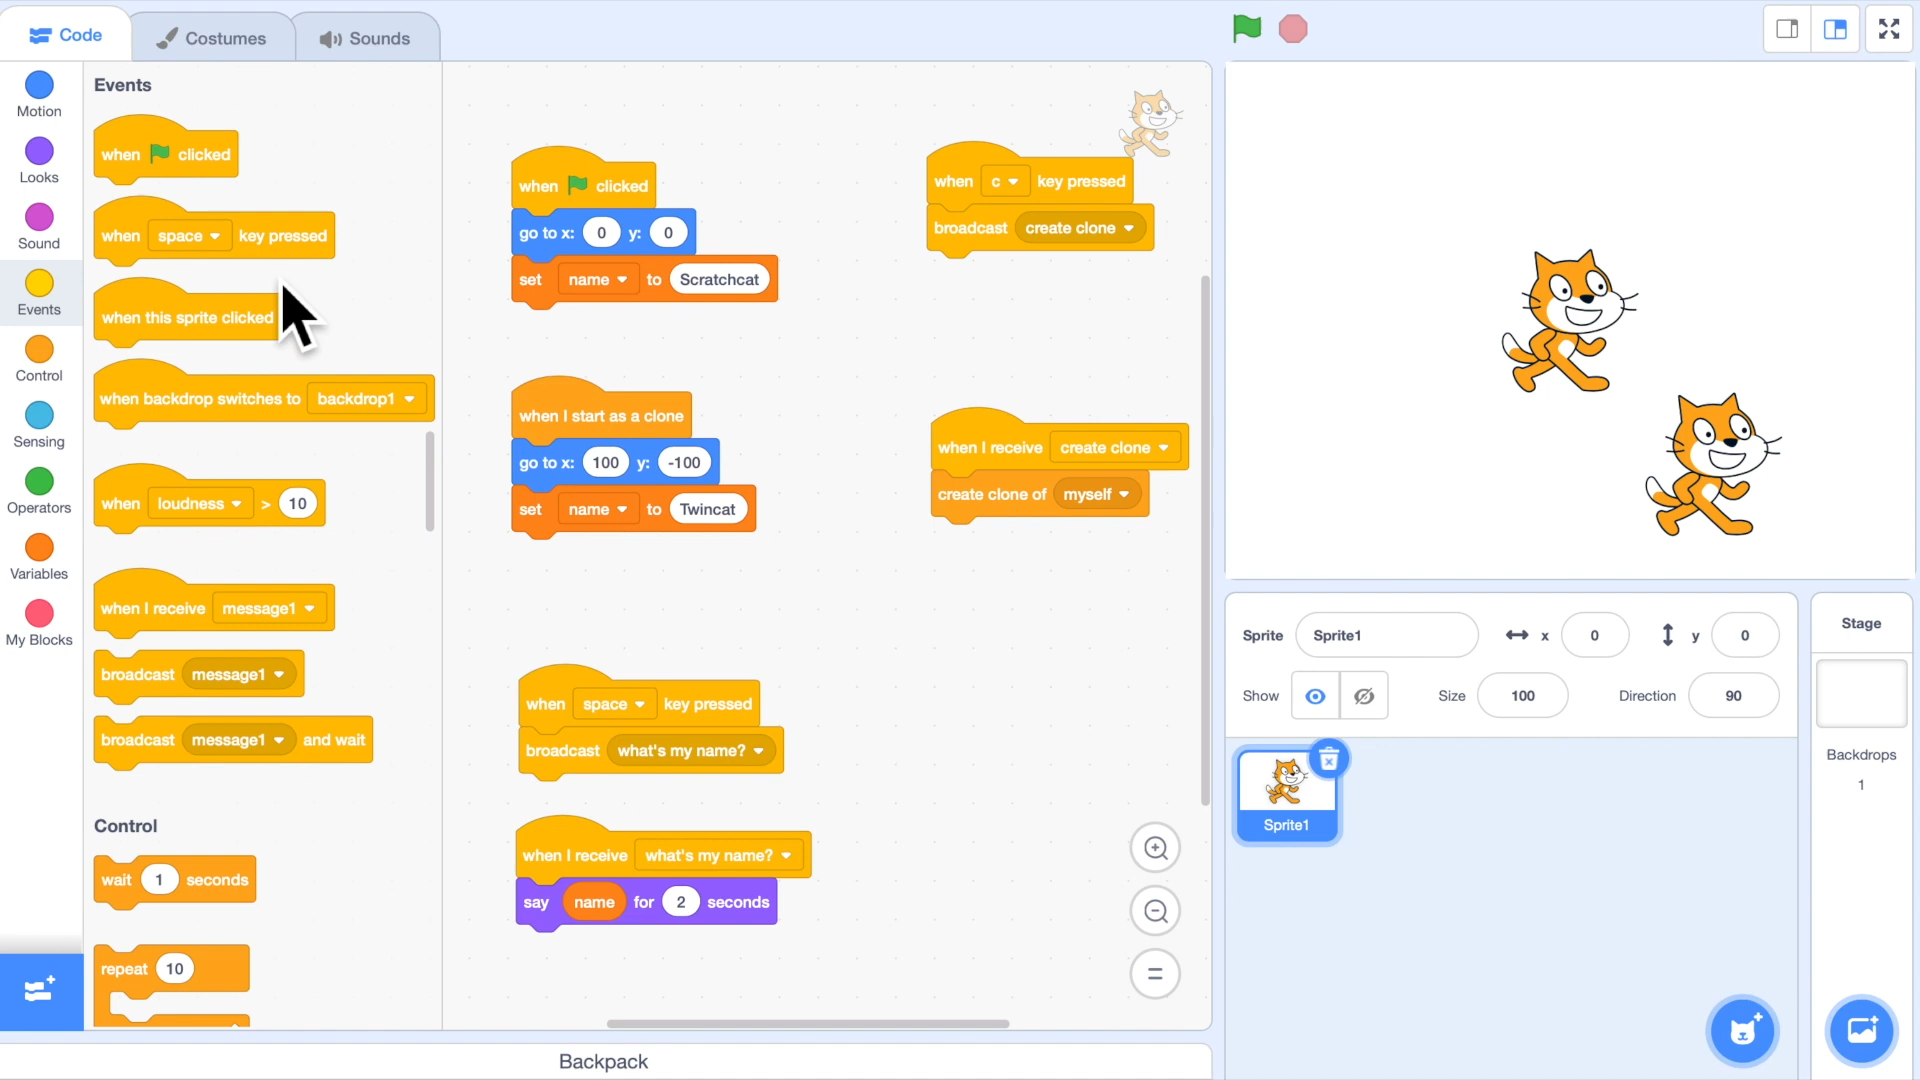 Code
Costumes
Sounds
Motion
Looks
Sound
Events
Control
Sensing
Operators
Variables
My Blocks
Events
when clicked
when space key pressed
when this sprite clicked
when backdrop switches to backdrop1
when loudness > 10
when I receive message1
broadcast message1
broadcast message1 and wait
Control
wait 1 seconds
repeat 10
when clicked
go to x: 0 y: 0
set name to Scratchcat
when I start as a clone
go to x: 100 y: -100
set name to Twincat
when space key pressed
broadcast what's my name?
when I receive what's my name?
say name for 2 seconds
when c key pressed
broadcast create clone
when I receive create clone
create clone of myself
Backpack
Sprite Sprite1 x 0 y 0
Show Size 100 Direction 90
Sprite1
Stage
Backdrops
1